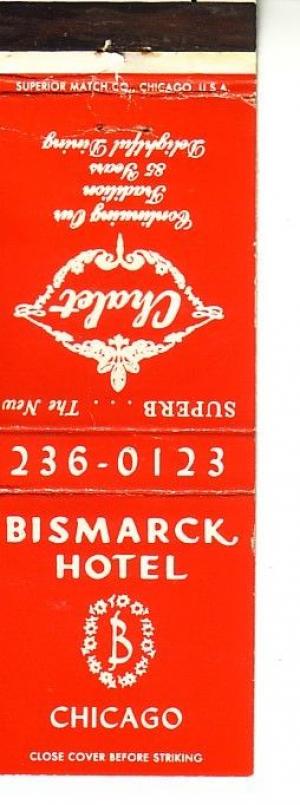 SUPERIOR MATCH CO., CHICAGO, U.S.A.
SUPERB . . . The New
Chalet
Continuing Our
Tradition
85 Years
Delightful Dining
236-0123
BISMARCK
HOTEL
B
CHICAGO
CLOSE COVER BEFORE STRIKING